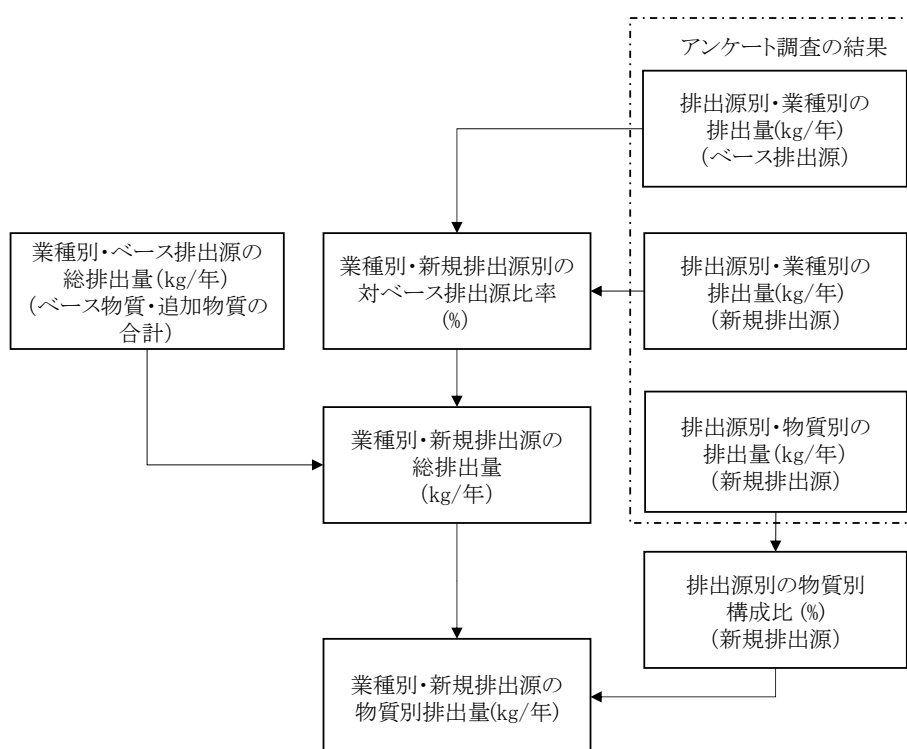 アンケート調査の結果
排出源別・業種別の
排出量(kg/年)
(ベース排出源)
業種別・ベース排出源の
総排出量(kg/年)
(ベース物質・追加物質の
合計)
業種別・新規排出源別の
対ベース排出源比率
(%)
排出源別・業種別の
排出量(kg/年)
(新規排出源)
業種別・新規排出源の
総排出量
(kg/年)
排出源別・物質別の
排出量(kg/年)
(新規排出源)
排出源別の物質別
構成比(%)
(新規排出源)
業種別・新規排出源の
物質別排出量(kg/年)